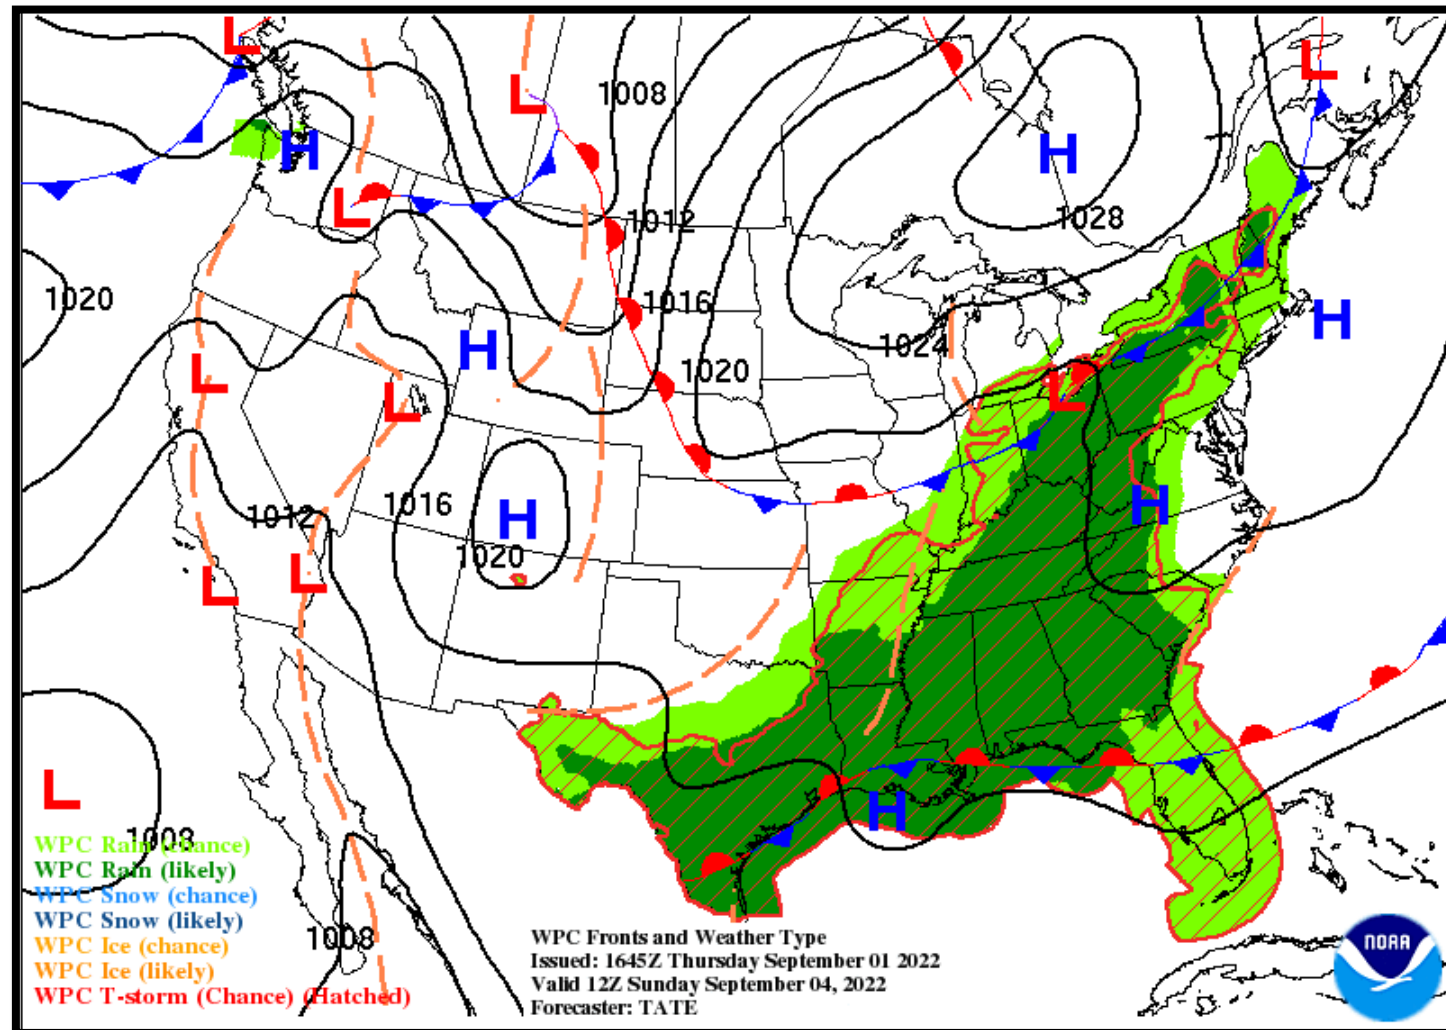 L
L
L
1008
H
H
L
1012
1028
1020
1016
H
H
1024
L
1020
L
L
1016
H
H
1012
1020
L
L
L
H
1008
WPC Rain (chance)
WPC Rain (likely)
WPC Snow (chance)
WPC Snow (likely)
WPC Ice (chance)
WPC Ice (likely)
WPC T-storm (Chance) (Hatched)
1008
WPC Fronts and Weather Type
Issued: 1645Z Thursday September 01 2022
Valid 12Z Sunday September 04, 2022
Forecaster: TATE
NOAA